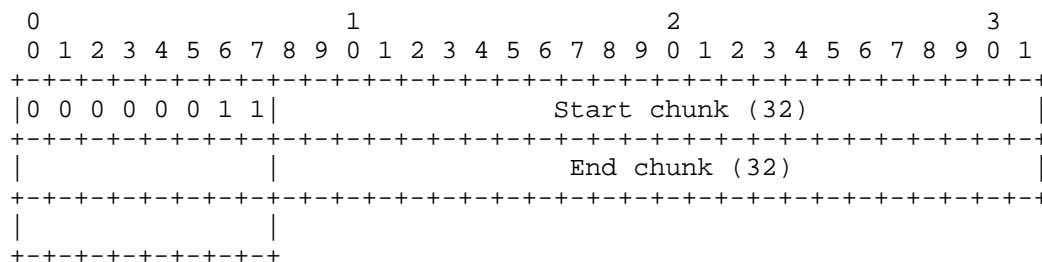 0                   1                   2                   3
 0 1 2 3 4 5 6 7 8 9 0 1 2 3 4 5 6 7 8 9 0 1 2 3 4 5 6 7 8 9 0 1
+-+-+-+-+-+-+-+-+-+-+-+-+-+-+-+-+-+-+-+-+-+-+-+-+-+-+-+-+-+-+-+-+
|0 0 0 0 0 0 1 1|                 Start chunk (32)              |
+-+-+-+-+-+-+-+-+-+-+-+-+-+-+-+-+-+-+-+-+-+-+-+-+-+-+-+-+-+-+-+-+
|               |                  End chunk (32)               |
+-+-+-+-+-+-+-+-+-+-+-+-+-+-+-+-+-+-+-+-+-+-+-+-+-+-+-+-+-+-+-+-+
|               |
+-+-+-+-+-+-+-+-+